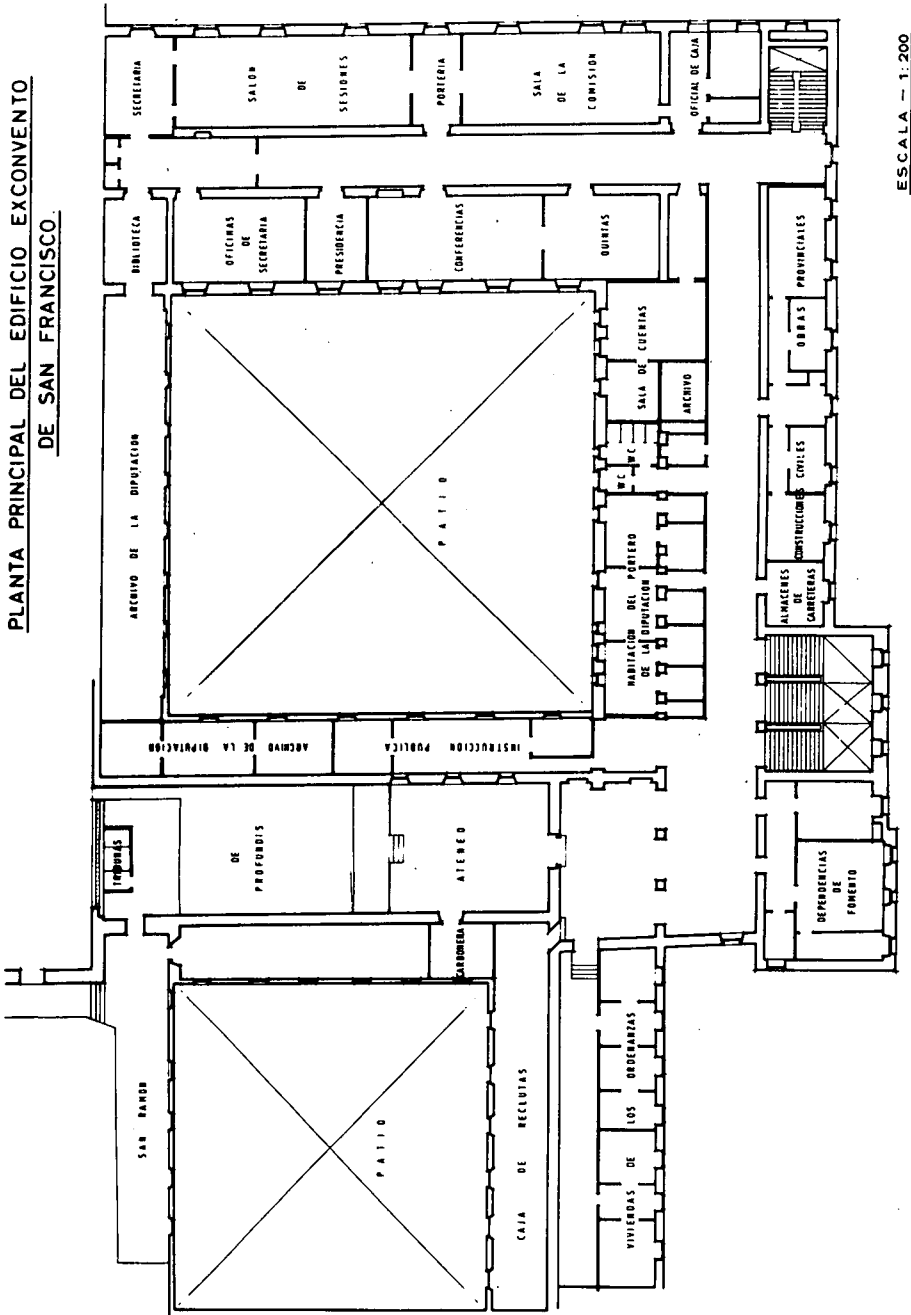 PLANTA PRINCIPAL DEL EDIFICIO EXCONVENTO
DE SAN FRANCISCO.
SECRETARIA
SALON
DE
SESIONES
PORTERIA
SALA
DE LA
COMISION
OFICIAL DE CAJA
BIBLIOTECA
OFICINAS
DE
SECRETARIA
PRESIDENCIA
CONFERENCIAS
QUINTAS
ARCHIVO DE LA DIPUTACION
PATIO
SALA DE CUENTAS
ARCHIVO
WC
WC
HABITACION DEL PORTERO
DE LA DIPUTACION
OBRAS PROVINCIALES
CONSTRUCCIONES CIVILES
ALMACENES
DE
CARRETERAS
ARCHIVO DE LA DIPUTACION
INSTRUCCION PUBLICA
TRIBUNAS
DE
PROFUNDIS
ATENEO
DEPENDENCIAS
DE
FOMENTO
CARBONERA
SAN RAMON
PATIO
CAJA DE RECLUTAS
VIVIENDAS DE LOS ORDENANZAS
ESCALA - 1:200